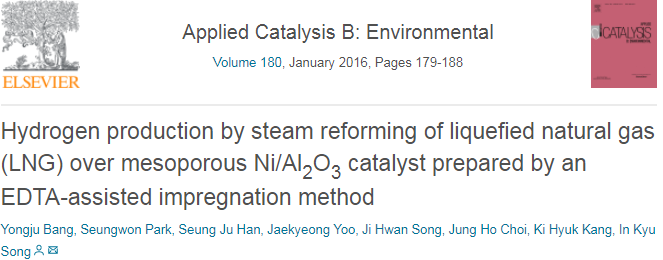 Applied Catalysis B: Environmental
Volume 180, January 2016, Pages 179-188
ELSEVIER
CATALYSIS
Hydrogen production by steam reforming of liquefied natural gas
(LNG) over mesoporous Ni/Al2O3 catalyst prepared by an
EDTA-assisted impregnation method
Yongju Bang, Seungwon Park, Seung Ju Han, Jaekyeong Yoo, Ji Hwan Song, Jung Ho Choi, Ki Hyuk Kang, In Kyu
Song